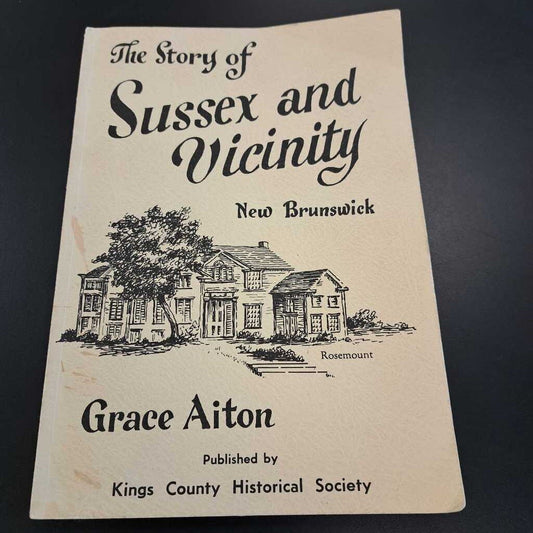 The Story of
Sussex and
Vicinity
New Brunswick
Rosemount
Grace Aiton
Published by
Kings County Historical Society